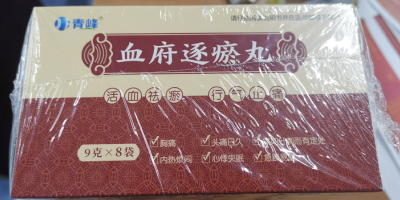 青峰
血府逐瘀丸
活血祛瘀 行气止痛
胸痛 头痛日久
内热烦闷 心悸失眠
9克×8袋